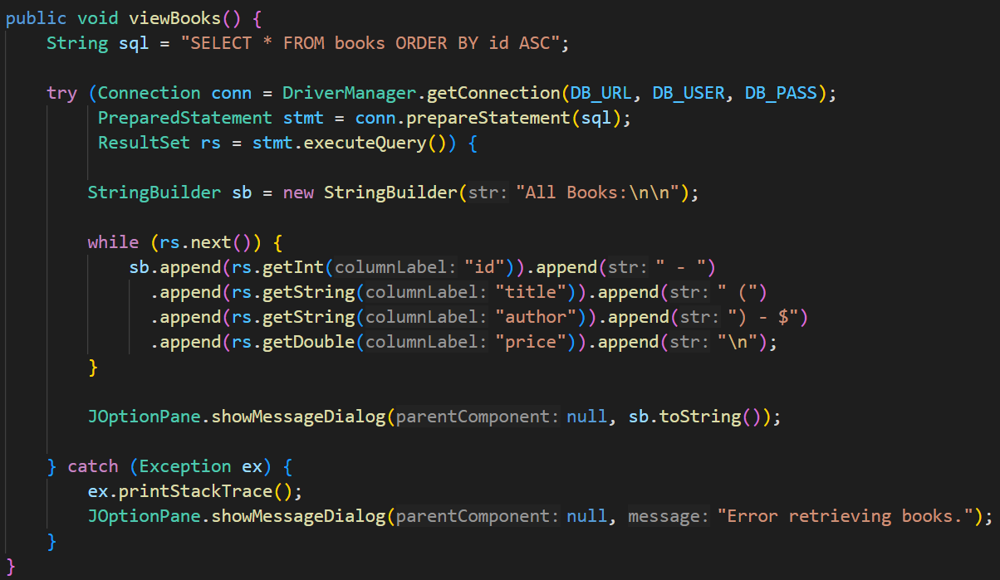 public void viewBooks() {
    String sql = "SELECT * FROM books ORDER BY id ASC";

    try (Connection conn = DriverManager.getConnection(DB_URL, DB_USER, DB_PASS);
         PreparedStatement stmt = conn.prepareStatement(sql);
         ResultSet rs = stmt.executeQuery()) {

        StringBuilder sb = new StringBuilder(str: "All Books:\n\n");

        while (rs.next()) {
            sb.append(rs.getInt(columnLabel: "id")).append(str: " - ")
              .append(rs.getString(columnLabel: "title")).append(str: " (")
              .append(rs.getString(columnLabel: "author")).append(str: ") - $")
              .append(rs.getDouble(columnLabel: "price")).append(str: "\n");
        }

        JOptionPane.showMessageDialog(parentComponent: null, sb.toString());

    } catch (Exception ex) {
        ex.printStackTrace();
        JOptionPane.showMessageDialog(parentComponent: null, message: "Error retrieving books.");
    }
}